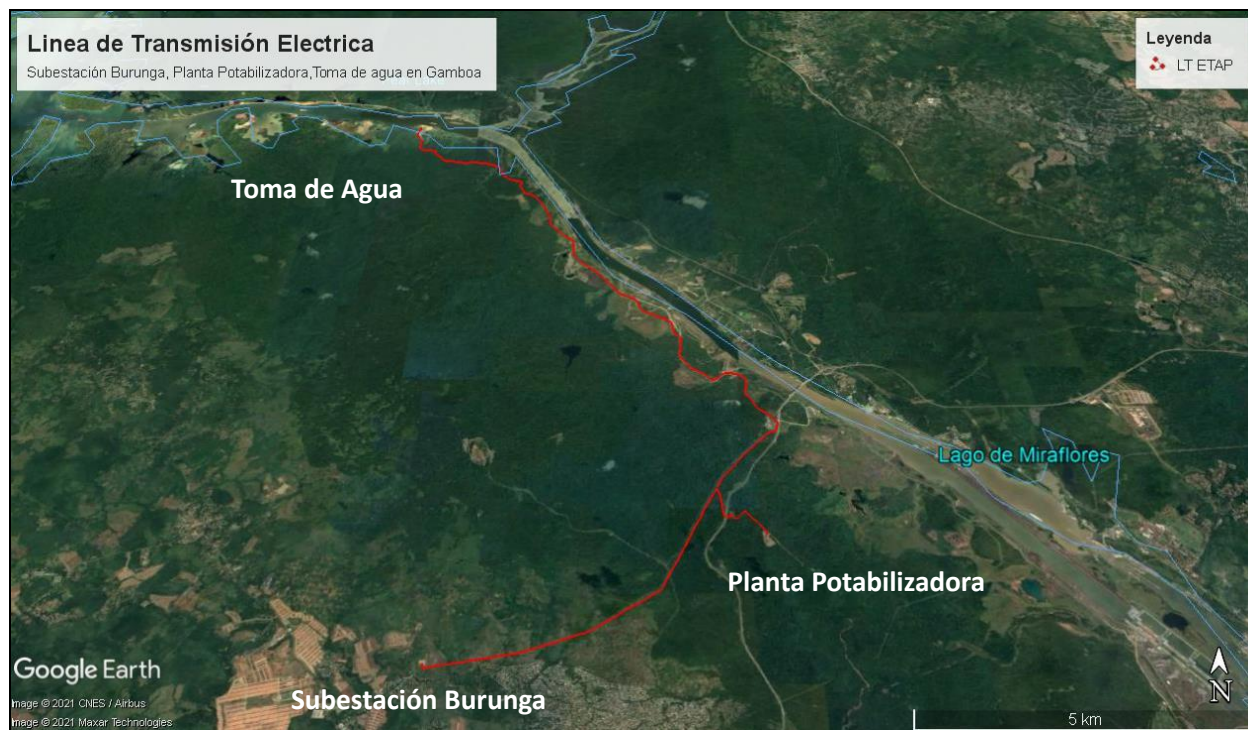 Linea de Transmisión Electrica
Subestación Burunga, Planta Potabilizadora,Toma de agua en Gamboa
Leyenda
LT ETAP
Toma de Agua
Lago de Miraflores
Planta Potabilizadora
Subestación Burunga
Google Earth
Image © 2021 CNES / Airbus
Image © 2021 Maxar Technologies
N
5 km